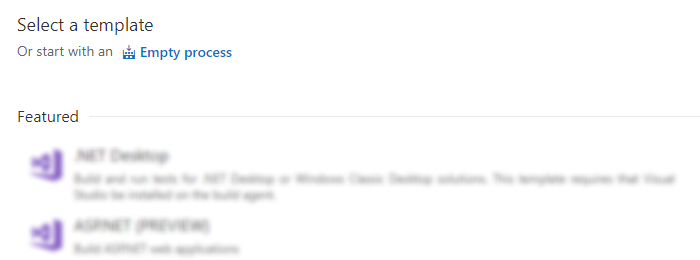 Select a template
Or start with an Empty process
Featured
.NET Desktop
Build and run tests for .NET Desktop or Windows Classic Desktop solutions. This template requires that Visual
Studio be installed on the build agent.
ASP.NET (PREVIEW)
Build ASP.NET web applications